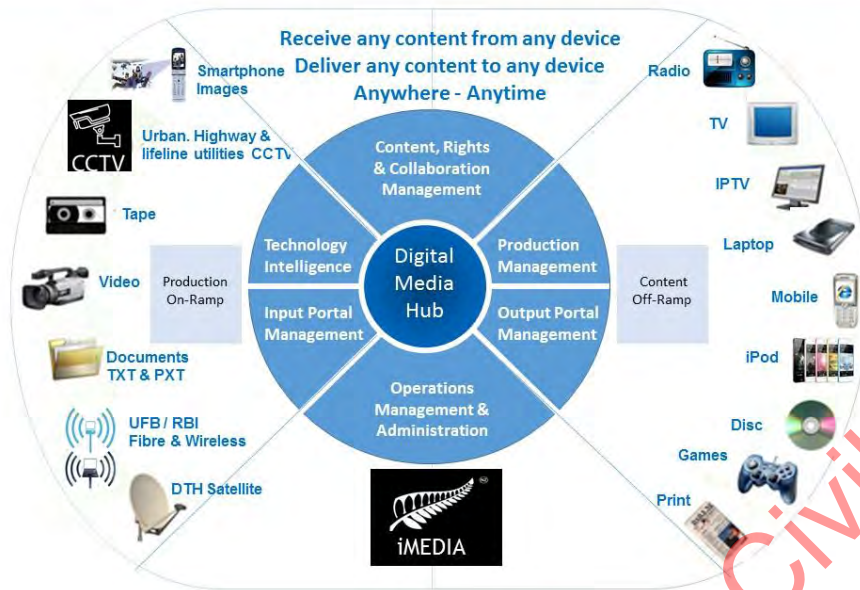 Receive any content from any device
Deliver any content to any device
Anywhere - Anytime
Smartphone
Images
CCTV
Urban. Highway &
lifeline utilities CCTV
Tape
Video
Documents
TXT & PXT
UFB / RBI
Fibre & Wireless
DTH Satellite
Production
On-Ramp
Content, Rights
& Collaboration
Management
Technology
Intelligence
Production
Management
Digital
Media
Hub
Input Portal
Management
Output Portal
Management
Operations
Management &
Administration
iMEDIA
Content
Off-Ramp
Radio
TV
IPTV
Laptop
Mobile
iPod
Disc
Games
Print
Civil